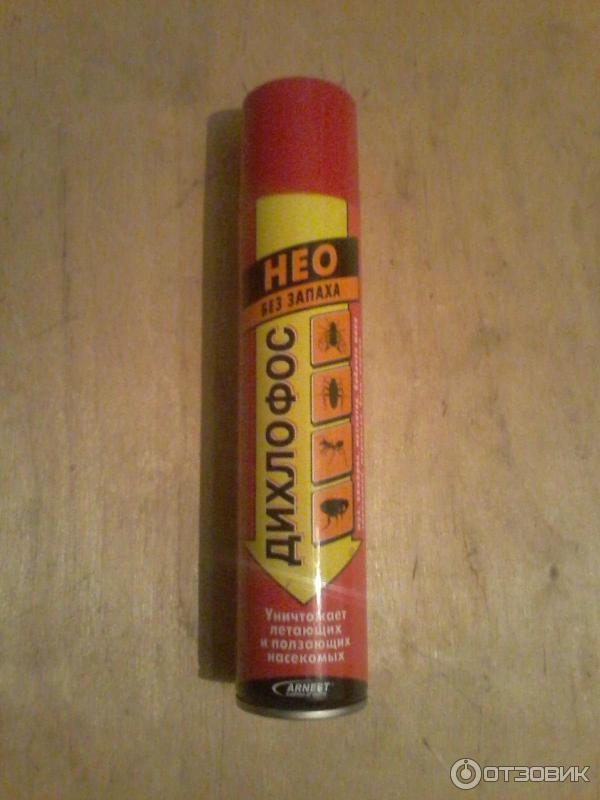 НЕО
БЕЗ ЗАПАХА
ДИХЛОФОС
Уничтожает
летающих
и ползающих
насекомых
ARNEST
ОТЗОВИК